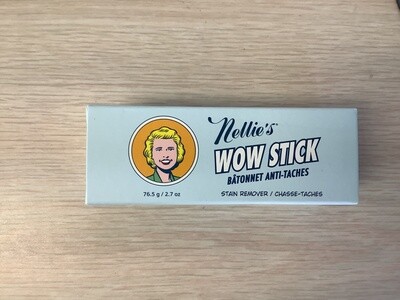 Nellie's
WOW STICK
BÂTONNET ANTI-TACHES
76.5 g / 2.7 oz
STAIN REMOVER / CHASSE-TACHES